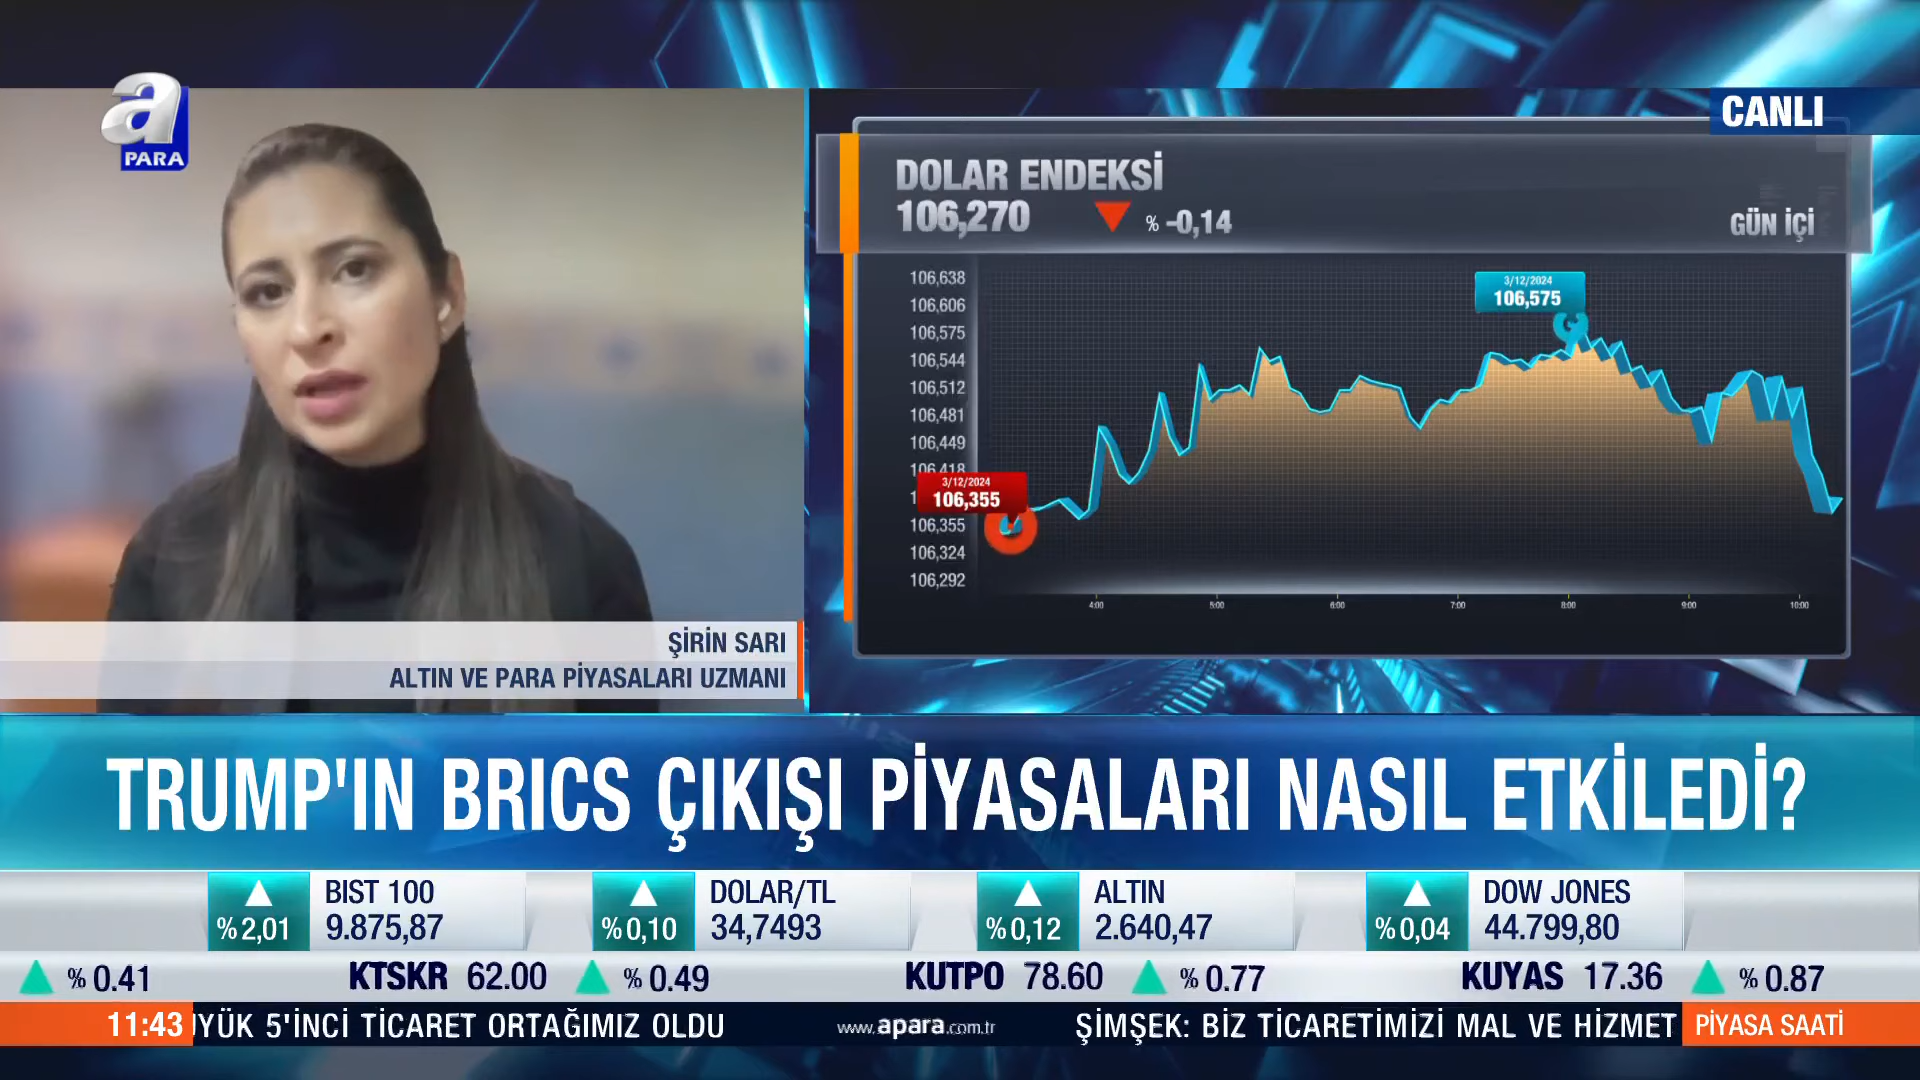 a
PARA
CANLI
DOLAR ENDEKSİ
106,270 % -0,14
GÜN İÇİ
106,638
106,606
106,575
106,544
106,512
106,481
106,449
106,418
106,355
106,324
106,292
3/12/2024
106,575
3/12/2024
106,355
4:00 5:00 6:00 7:00 8:00 9:00 10:00
ŞİRİN SARI
ALTIN VE PARA PİYASALARI UZMANI
TRUMP'IN BRICS ÇIKIŞI PİYASALARI NASIL ETKİLEDİ?
% 2,01 BIST 100 9.875,87
% 0,10 DOLAR/TL 34,7493
% 0,12 ALTIN 2.640,47
% 0,04 DOW JONES 44.799,80
% 0.41 KTSKR 62.00 % 0.49 KUTPO 78.60 % 0.77 KUYAS 17.36 % 0.87
11:43 YÜK 5'İNCİ TİCARET ORTAĞIMIZ OLDU www.apara.com.tr ŞİMŞEK: BİZ TİCARETİMİZİ MAL VE HİZMET PİYASA SAATİ